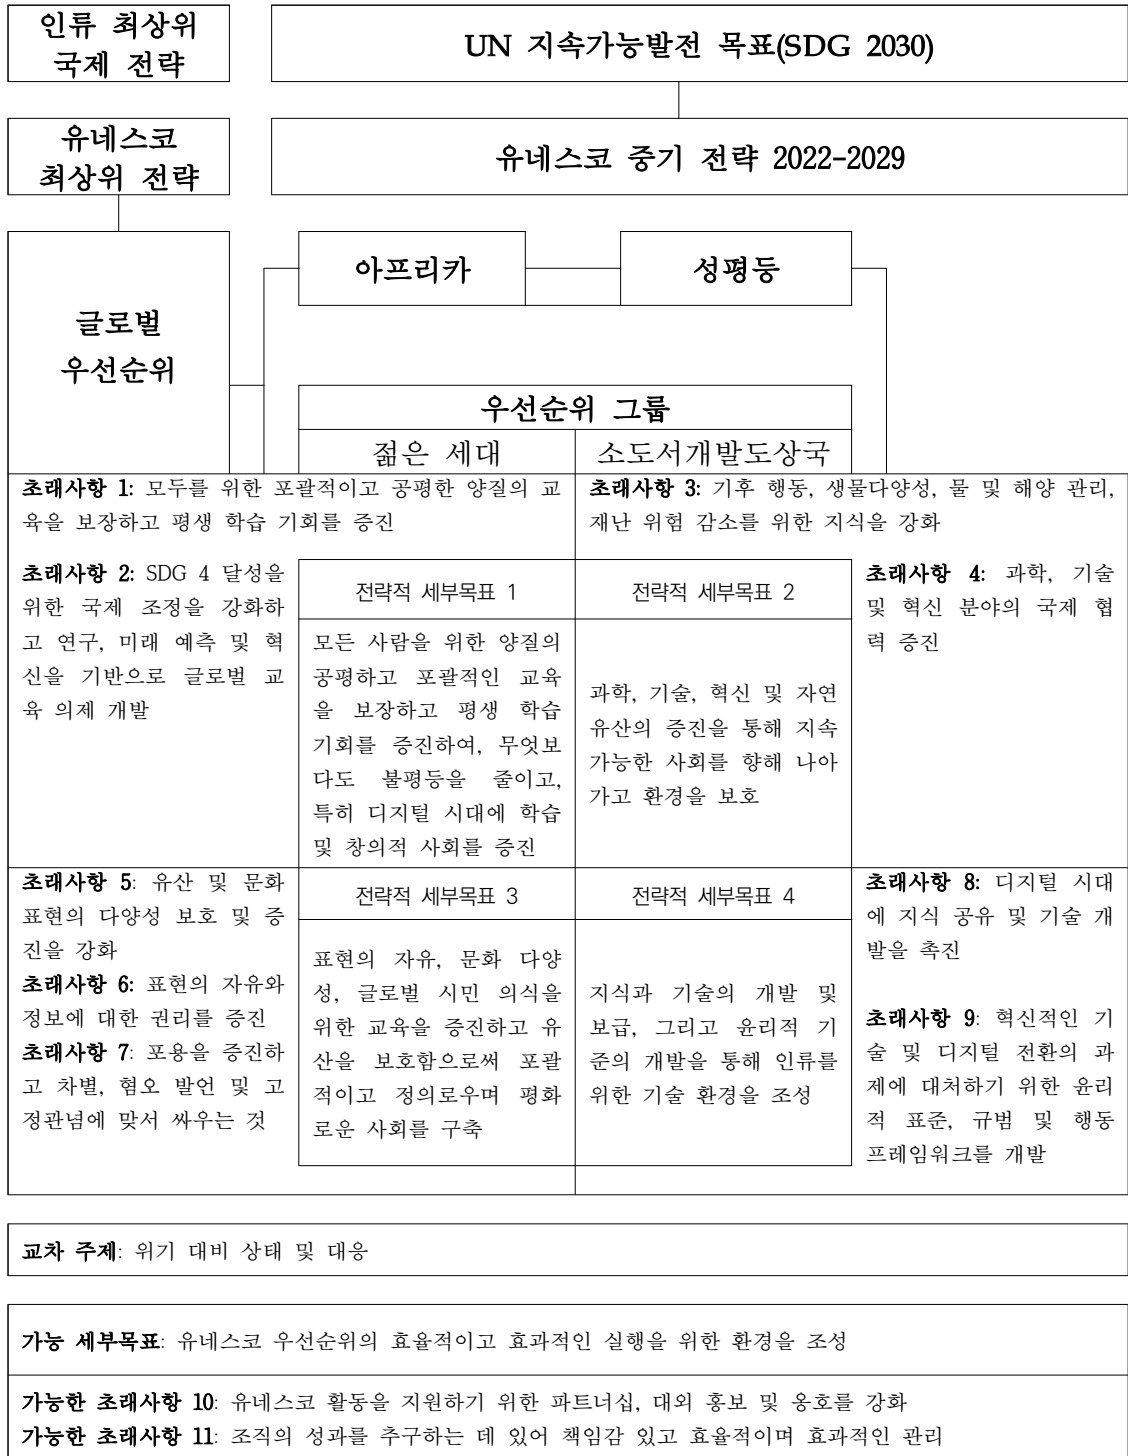 인류 최상위
국제 전략
UN 지속가능발전 목표(SDG 2030)
유네스코
최상위 전략
유네스코 중기 전략 2022-2029
글로벌
우선순위
아프리카
성평등
우선순위 그룹
젊은 세대
소도서개발도상국
초래사항 1: 모두를 위한 포괄적이고 공평한 양질의 교
육을 보장하고 평생 학습 기회를 증진
초래사항 3: 기후 행동, 생물다양성, 물 및 해양 관리,
재난 위험 감소를 위한 지식을 강화
초래사항 2: SDG 4 달성을
위한 국제 조정을 강화하
고 연구, 미래 예측 및 혁
신을 기반으로 글로벌 교
육 의제 개발
전략적 세부목표 1
모든 사람을 위한 양질의
공평하고 포괄적인 교육
을 보장하고 평생 학습
기회를 증진하여, 무엇보
다도 불평등을 줄이고,
특히 디지털 시대에 학습
및 창의적 사회를 증진
전략적 세부목표 2
과학, 기술, 혁신 및 자연
유산의 증진을 통해 지속
가능한 사회를 향해 나아
가고 환경을 보호
초래사항 4: 과학, 기술
및 혁신 분야의 국제 협
력 증진
초래사항 5: 유산 및 문화
표현의 다양성 보호 및 증
진을 강화
초래사항 6: 표현의 자유와
정보에 대한 권리를 증진
초래사항 7: 포용을 증진하
고 차별, 혐오 발언 및 고
정관념에 맞서 싸우는 것
전략적 세부목표 3
표현의 자유, 문화 다양
성, 글로벌 시민 의식을
위한 교육을 증진하고 유
산을 보호함으로써 포괄
적이고 정의로우며 평화
로운 사회를 구축
전략적 세부목표 4
지식과 기술의 개발 및
보급, 그리고 윤리적 기
준의 개발을 통해 인류를
위한 기술 환경을 조성
초래사항 8: 디지털 시대
에 지식 공유 및 기술 개
발을 촉진
초래사항 9: 혁신적인 기
술 및 디지털 전환의 과
제에 대처하기 위한 윤리
적 표준, 규범 및 행동
프레임워크를 개발
교차 주제: 위기 대비 상태 및 대응
가능 세부목표: 유네스코 우선순위의 효율적이고 효과적인 실행을 위한 환경을 조성
가능한 초래사항 10: 유네스코 활동을 지원하기 위한 파트너십, 대외 홍보 및 옹호를 강화
가능한 초래사항 11: 조직의 성과를 추구하는 데 있어 책임감 있고 효율적이며 효과적인 관리